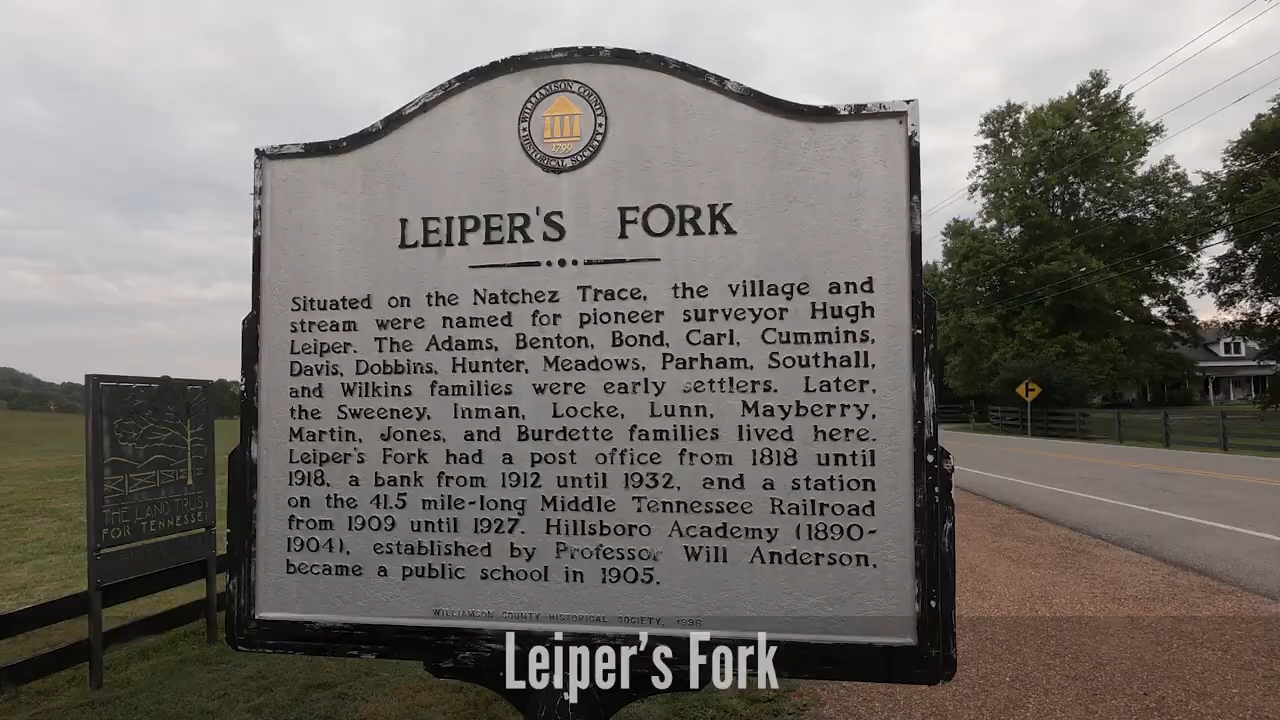 WILLIAMSON COUNTY
1799
HISTORICAL SOCIETY
LEIPER'S FORK
Situated on the Natchez Trace, the village and
stream were named for pioneer surveyor Hugh
Leiper. The Adams, Benton, Bond, Carl, Cummins,
Davis, Dobbins, Hunter, Meadows, Parham, Southall,
and Wilkins families were early settlers. Later,
the Sweeney, Inman, Locke, Lunn, Mayberry,
Martin, Jones, and Burdette families lived here.
Leiper's Fork had a post office from 1818 until
1918, a bank from 1912 until 1932, and a station
on the 41.5 mile-long Middle Tennessee Railroad
from 1909 until 1927. Hillsboro Academy (1890-
1904), established by Professor Will Anderson,
became a public school in 1905.
WILLIAMSON COUNTY HISTORICAL SOCIETY, 1996
THE LAND TRUST
FOR TENNESSEE
Leiper's Fork